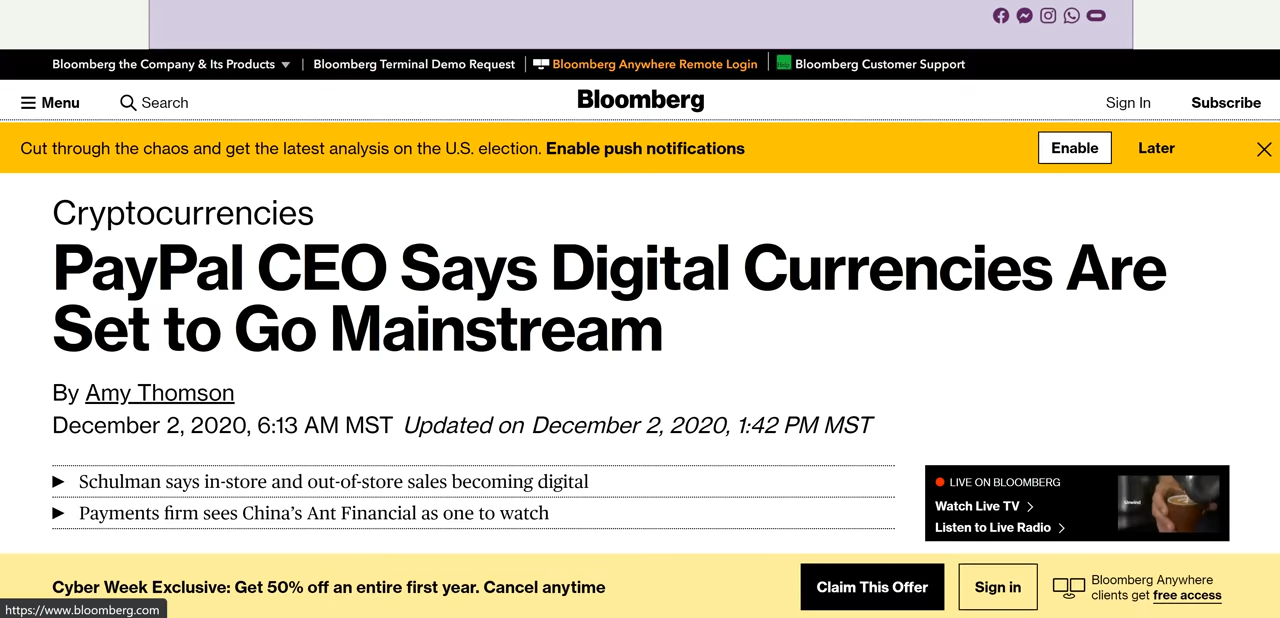 Bloomberg the Company & Its Products
Bloomberg Terminal Demo Request
Bloomberg Anywhere Remote Login
Bloomberg Customer Support
Menu
Search
Bloomberg
Sign In
Subscribe
Cut through the chaos and get the latest analysis on the U.S. election. Enable push notifications
Enable
Later
Cryptocurrencies
PayPal CEO Says Digital Currencies Are
Set to Go Mainstream
By Amy Thomson
December 2, 2020, 6:13 AM MST Updated on December 2, 2020, 1:42 PM MST
Schulman says in-store and out-of-store sales becoming digital
Payments firm sees China's Ant Financial as one to watch
LIVE ON BLOOMBERG
Watch Live TV
Listen to Live Radio
Cyber Week Exclusive: Get 50% off an entire first year. Cancel anytime
Claim This Offer
Sign in
Bloomberg Anywhere
clients get free access
https://www.bloomberg.com